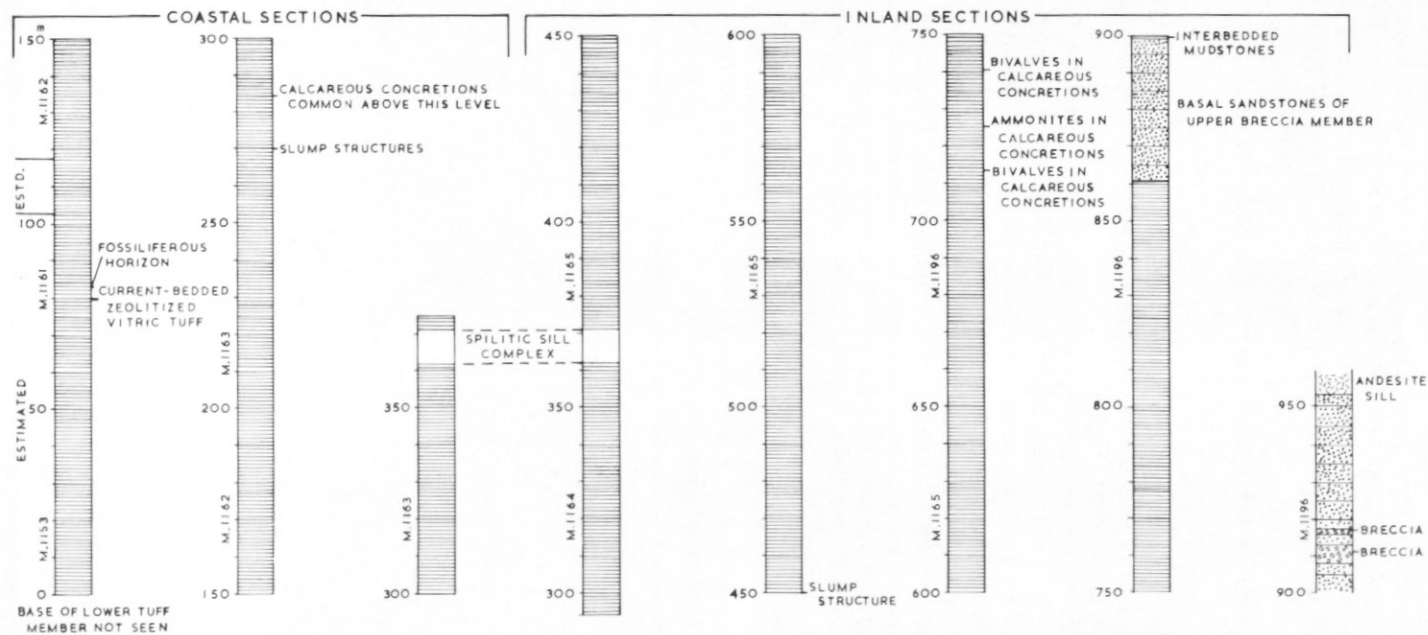 COASTAL SECTIONS
INLAND SECTIONS
m
150
M.1162
ESTD.
100
FOSSILIFEROUS
HORIZON
M.1161
CURRENT-BEDDED
ZEOLITIZED
VITRIC TUFF
ESTIMATED
50
M.1153
0
BASE OF LOWER TUFF
MEMBER NOT SEEN
300
CALCAREOUS CONCRETIONS
COMMON ABOVE THIS LEVEL
SLUMP STRUCTURES
250
M.1163
200
M.1162
150
350
M.1163
300
SPILITIC SILL
COMPLEX
450
400
M.1165
350
M.1164
300
600
550
M.1165
500
450
SLUMP
STRUCTURE
750
BIVALVES IN
CALCAREOUS
CONCRETIONS
AMMONITES IN
CALCAREOUS
CONCRETIONS
BIVALVES IN
CALCAREOUS
CONCRETIONS
700
M.1196
650
M.1165
600
900
INTERBEDDED
MUDSTONES
BASAL SANDSTONES OF
UPPER BRECCIA MEMBER
850
M.1196
800
750
ANDESITE
SILL
950
M.1196
BRECCIA
BRECCIA
900